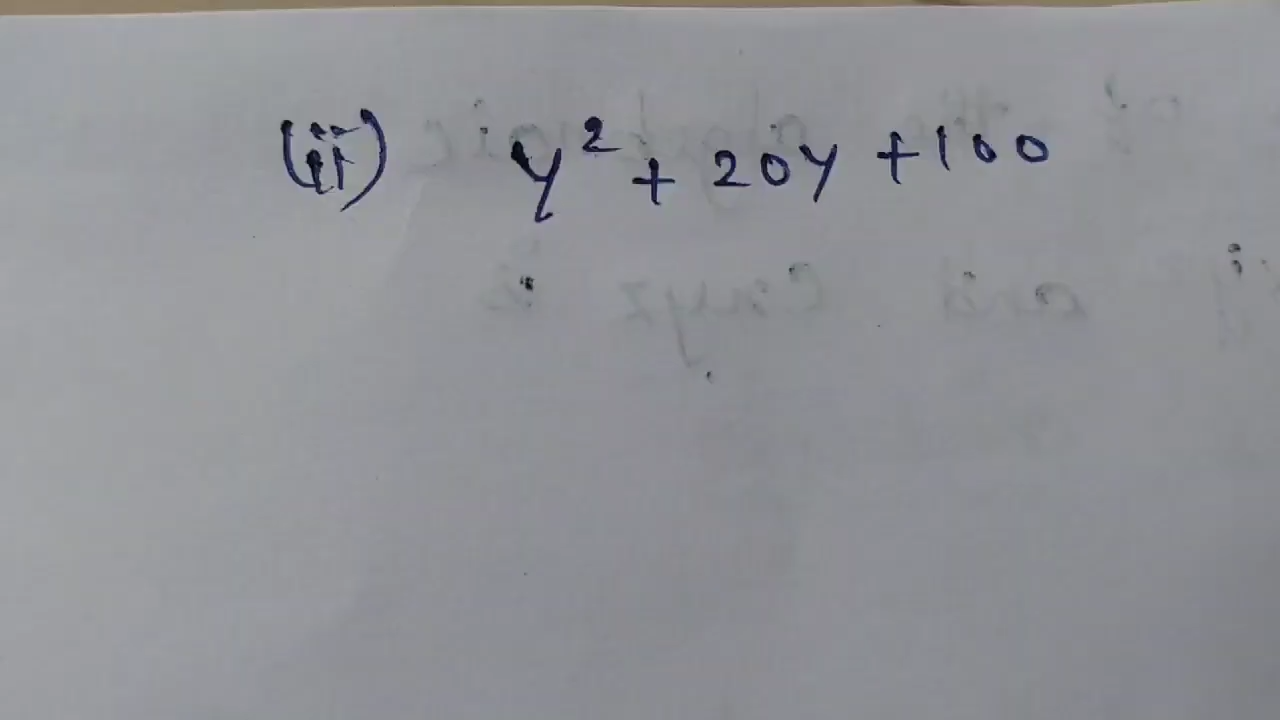 (ii) y² + 20y + 100